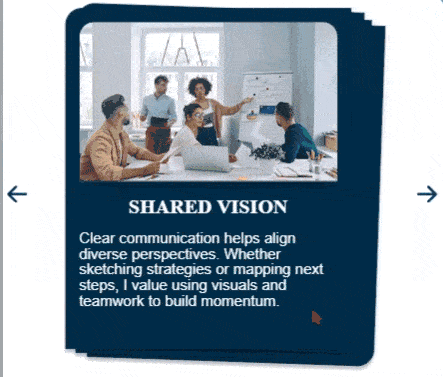 SHARED VISION
Clear communication helps align
diverse perspectives. Whether
sketching strategies or mapping next
steps, I value using visuals and
teamwork to build momentum.